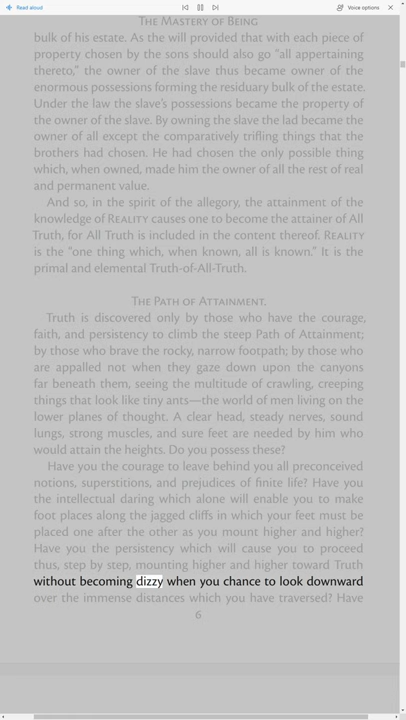 Read aloud
Voice options
THE MASTERY OF BEING
bulk of his estate. As the will provided that with each piece of
property chosen by the sons should also go "all appertaining
thereto," the owner of the slave thus became owner of the
enormous possessions forming the residuary bulk of the estate.
Under the law the slave's possessions became the property of
the owner of the slave. By owning the slave the lad became the
owner of all except the comparatively trifling things that the
brothers had chosen. He had chosen the only possible thing
which, when owned, made him the owner of all the rest of real
and permanent value.
And so, in the spirit of the allegory, the attainment of the
knowledge of REALITY causes one to become the attainer of All
Truth, for All Truth is included in the content thereof. REALITY
is the "one thing which, when known, all is known." It is the
primal and elemental Truth-of-All-Truth.
THE PATH OF ATTAINMENT.
Truth is discovered only by those who have the courage,
faith, and persistency to climb the steep Path of Attainment;
by those who brave the rocky, narrow footpath; by those who
are appalled not when they gaze down upon the canyons
far beneath them, seeing the multitude of crawling, creeping
things that look like tiny ants—the world of men living on the
lower planes of thought. A clear head, steady nerves, sound
lungs, strong muscles, and sure feet are needed by him who
would attain the heights. Do you possess these?
Have you the courage to leave behind you all preconceived
notions, superstitions, and prejudices of finite life? Have you
the intellectual daring which alone will enable you to make
foot places along the jagged cliffs in which your feet must be
placed one after the other as you mount higher and higher?
Have you the persistency which will cause you to proceed
thus, step by step, mounting higher and higher toward Truth
without becoming dizzy when you chance to look downward
over the immense distances which you have traversed? Have
6